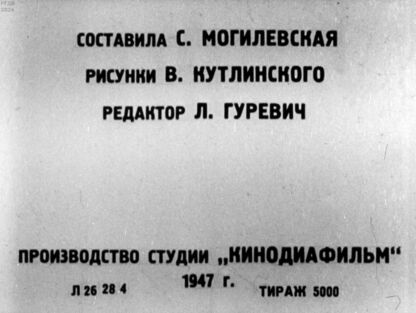 СОСТАВИЛА С. МОГИЛЕВСКАЯ
РИСУНКИ В. КУТЛИНСКОГО
РЕДАКТОР Л. ГУРЕВИЧ
ПРОИЗВОДСТВО СТУДИИ „КИНОДИАФИЛЬМ“
1947 г.
Л 26 28 4 ТИРАЖ 5000